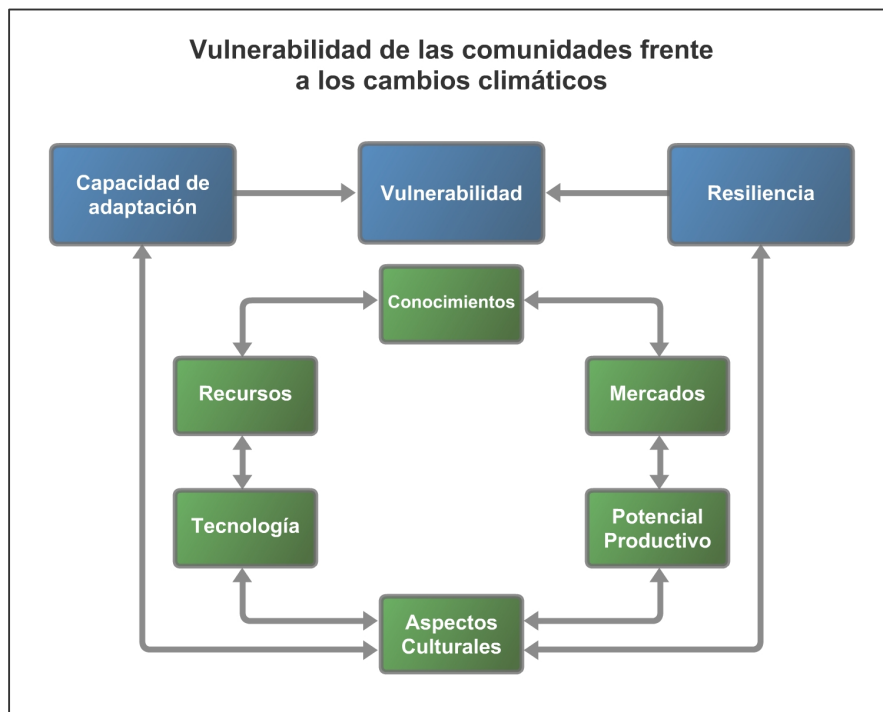 Vulnerabilidad de las comunidades frente
a los cambios climáticos
Capacidad de
adaptación
Vulnerabilidad
Resiliencia
Conocimientos
Recursos
Mercados
Tecnología
Potencial
Productivo
Aspectos
Culturales